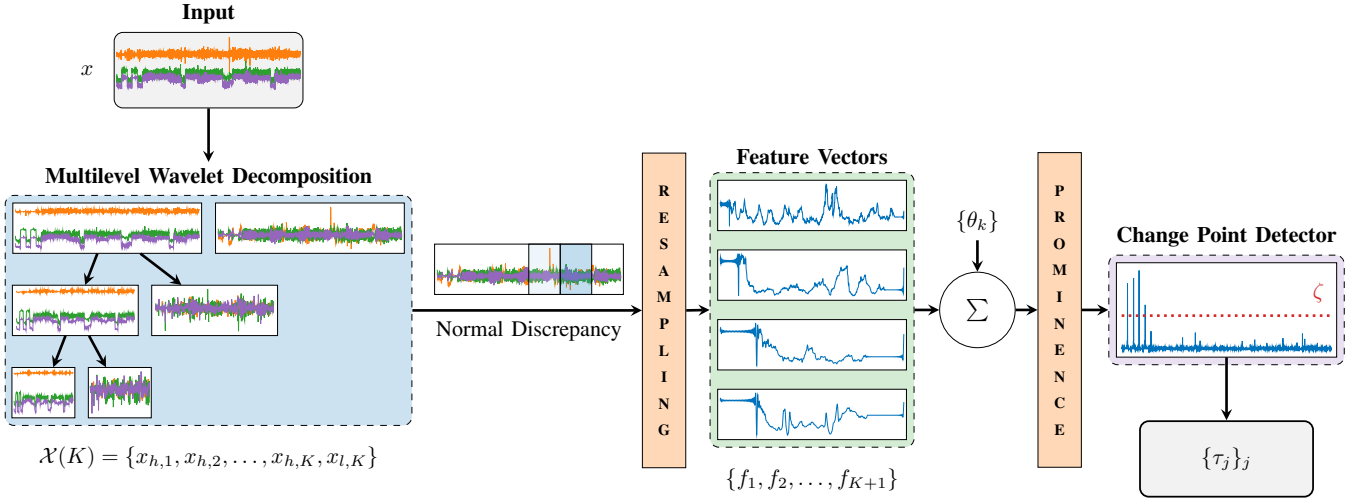 Input
x
Multilevel Wavelet Decomposition
𝒳(K) = {x_{h,1}, x_{h,2}, ..., x_{h,K}, x_{l,K}}
Normal Discrepancy
RESAMPLING
Feature Vectors
{f_1, f_2, ..., f_{K+1}}
{θ_k}
Σ
PROMINENCE
Change Point Detector
ζ
{τ_j}_j